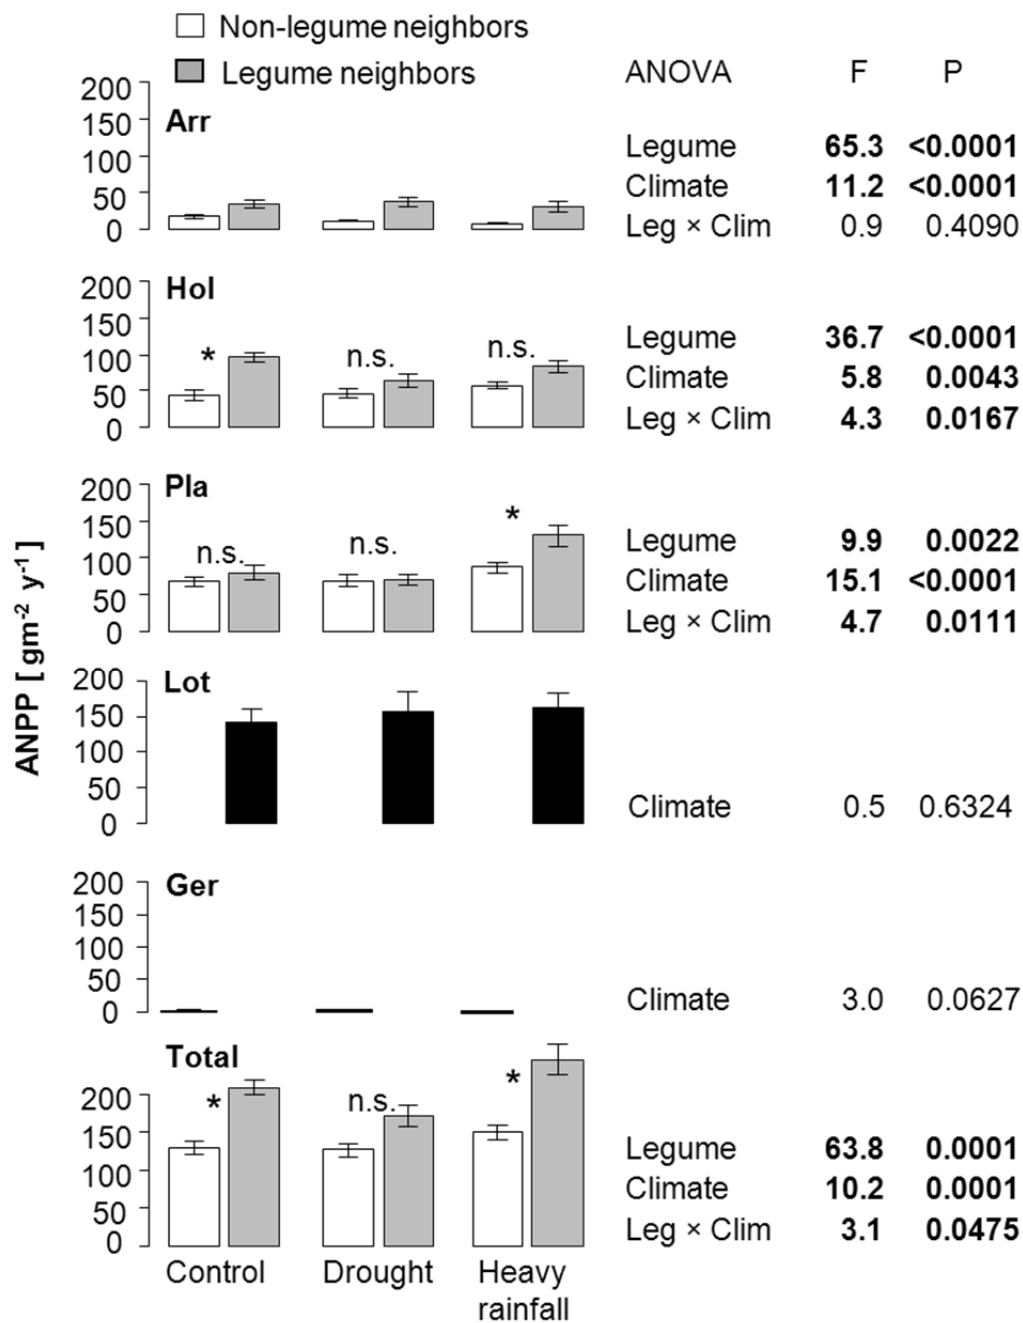 Non-legume neighbors
Legume neighbors
ANOVA F P
ANPP [ gm-2 y-1 ]
Arr
200
150
100
50
0
Legume 65.3 <0.0001
Climate 11.2 <0.0001
Leg × Clim 0.9 0.4090
Hol
200
150
100
50
0
* n.s. n.s.
Legume 36.7 <0.0001
Climate 5.8 0.0043
Leg × Clim 4.3 0.0167
Pla
200
150
100
50
0
n.s. n.s. *
Legume 9.9 0.0022
Climate 15.1 <0.0001
Leg × Clim 4.7 0.0111
Lot
200
150
100
50
0
Climate 0.5 0.6324
Ger
200
150
100
50
0
Climate 3.0 0.0627
Total
200
150
100
50
0
* n.s. *
Legume 63.8 0.0001
Climate 10.2 0.0001
Leg × Clim 3.1 0.0475
Control Drought Heavy
rainfall